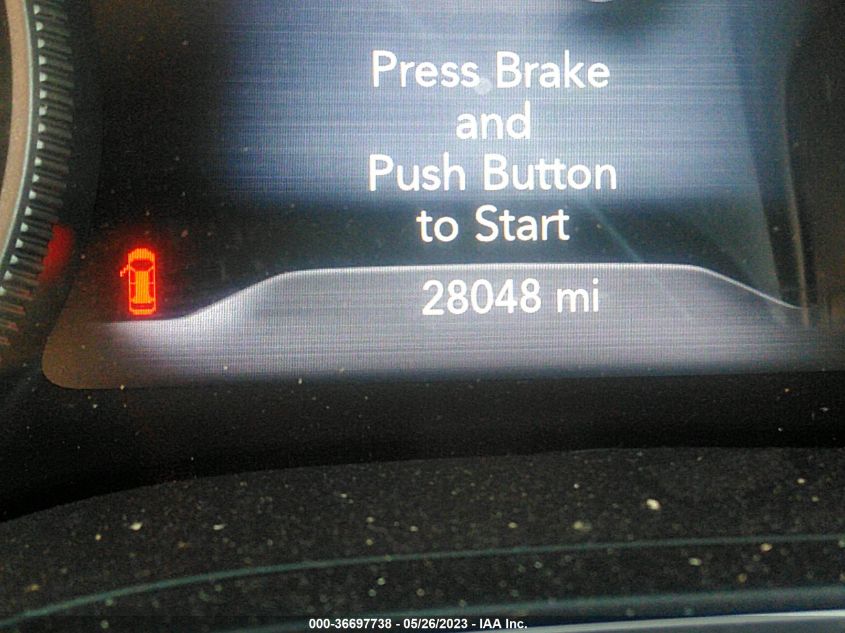 Press Brake
and
Push Button
to Start
28048 mi
000-36697738 - 05/26/2023 - IAA Inc.